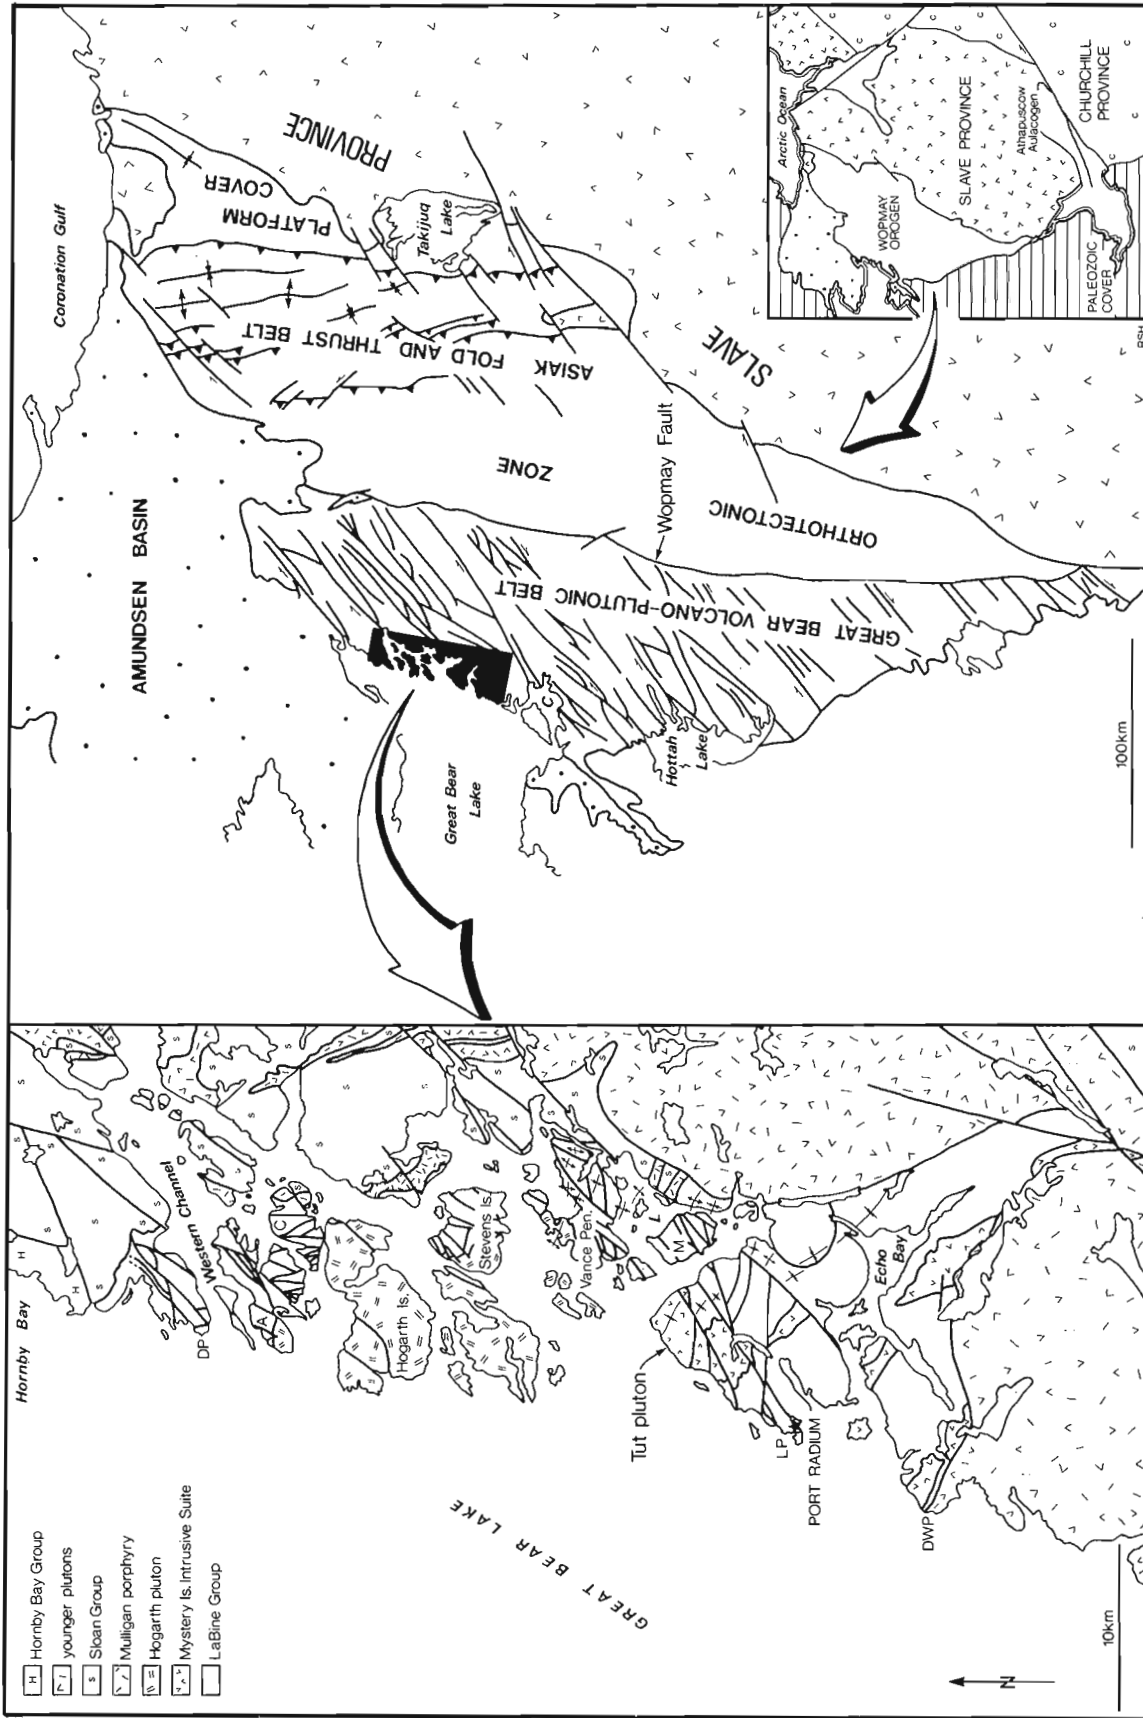 Hornby Bay Group
younger plutons
Sloan Group
Mulligan porphyry
Hogarth pluton
Mystery Is. Intrusive Suite
LaBine Group
H
S
N
10km
GREAT BEAR LAKE
Hornby Bay
H
H
S
S
S
S
S
DP
Western Channel
A
C
S
S
S
S
Hogarth Is.
Stevens Is.
Vance Pen.
S
S
S
S
S
L
M
Tut pluton
LP
PORT RADIUM
Echo
Bay
DWP
Coronation Gulf
AMUNDSEN BASIN
PLATFORM
COVER
PROVINCE
Takijuq
Lake
ASIAK FOLD AND THRUST BELT
SLAVE
ZONE
ORTHOTECTONIC
Wopmay Fault
GREAT BEAR VOLCANO-PLUTONIC BELT
Great Bear
Lake
C
Hottah
Lake
100km
Arctic Ocean
WOPMAY
OROGEN
SLAVE PROVINCE
Athapuscow
Aulacogen
CHURCHILL
PROVINCE
C
C
C
C
C
C
PALEOZOIC
COVER
RSH